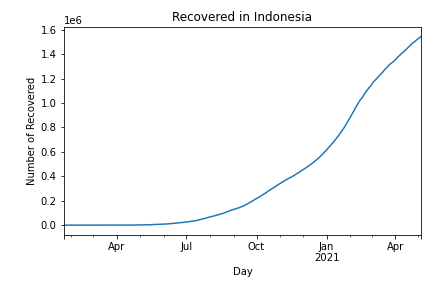 Recovered in Indonesia
1e6
1.6
1.4
1.2
1.0
0.8
0.6
0.4
0.2
0.0
Number of Recovered
Apr Jul Oct Jan Apr
2021
Day